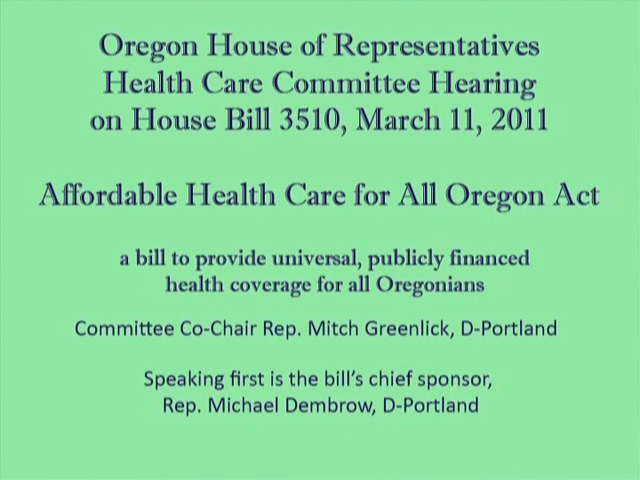 Oregon House of Representatives
Health Care Committee Hearing
on House Bill 3510, March 11, 2011
Affordable Health Care for All Oregon Act
a bill to provide universal, publicly financed
health coverage for all Oregonians
Committee Co-Chair Rep. Mitch Greenlick, D-Portland
Speaking first is the bill’s chief sponsor,
Rep. Michael Dembrow, D-Portland